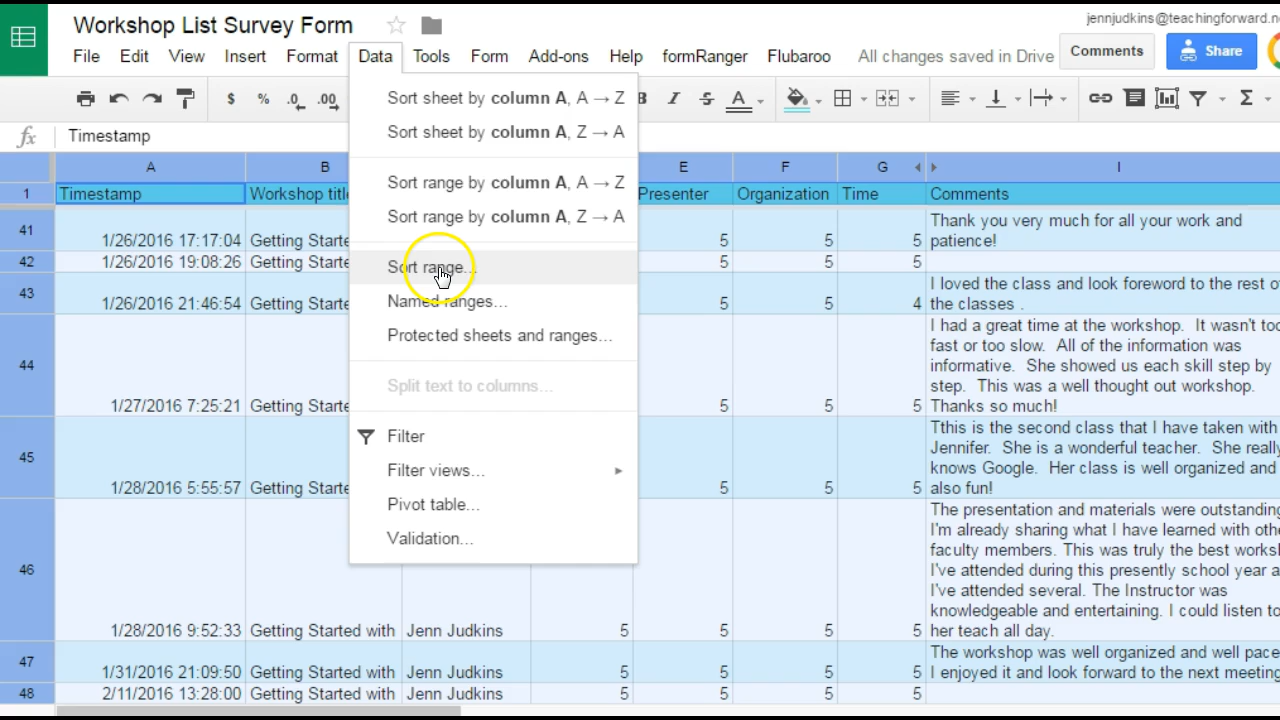 Workshop List Survey Form
jennjudkins@teachingforward.n
File Edit View Insert Format Data Tools Form Add-ons Help formRanger Flubaroo All changes saved in Drive Comments Share
$ % .0 .00 B I S A Σ
fx Timestamp
A B E F G I
1 Timestamp Workshop title Presenter Organization Time Comments
41 1/26/2016 17:17:04 Getting Starte 5 5 5 Thank you very much for all your work and
patience!
42 1/26/2016 19:08:26 Getting Starte 5 5 5
43 1/26/2016 21:46:54 Getting Starte 5 5 4 I loved the class and look foreword to the rest of
the classes .
44 1/27/2016 7:25:21 Getting Starte 5 5 5 I had a great time at the workshop. It wasn't too
fast or too slow. All of the information was
informative. She showed us each skill step by
step. This was a well thought out workshop.
Thanks so much!
45 1/28/2016 5:55:57 Getting Starte 5 5 5 Tthis is the second class that I have taken with
Jennifer. She is a wonderful teacher. She really
knows Google. Her class is well organized and
also fun!
46 1/28/2016 9:52:33 Getting Started with Jenn Judkins 5 5 5 5 The presentation and materials were outstanding
I'm already sharing what I have learned with othe
faculty members. This was truly the best worksh
I've attended during this presently school year a
I've attended several. The Instructor was
knowledgeable and entertaining. I could listen to
her teach all day.
47 1/31/2016 21:09:50 Getting Started with Jenn Judkins 5 5 5 5 The workshop was well organized and well pace
I enjoyed it and look forward to the next meeting
48 2/11/2016 13:28:00 Getting Started with Jenn Judkins 5 5 5 5
Sort sheet by column A, A → Z
Sort sheet by column A, Z → A
Sort range by column A, A → Z
Sort range by column A, Z → A
Sort range...
Named ranges...
Protected sheets and ranges...
Split text to columns...
Filter
Filter views...
Pivot table...
Validation...